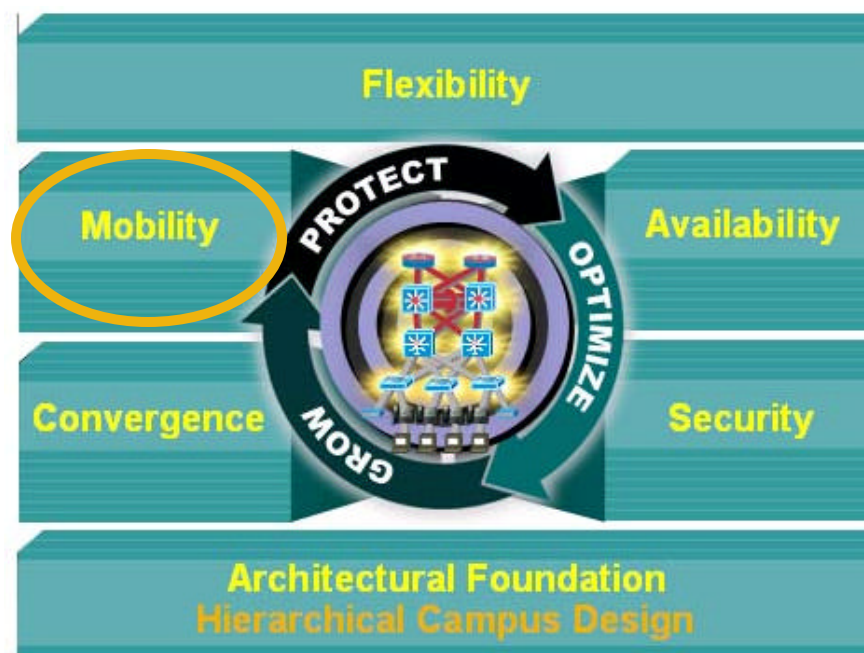 Flexibility
Mobility
PROTECT
OPTIMIZE
GROW
Availability
Convergence
Security
Architectural Foundation
Hierarchical Campus Design